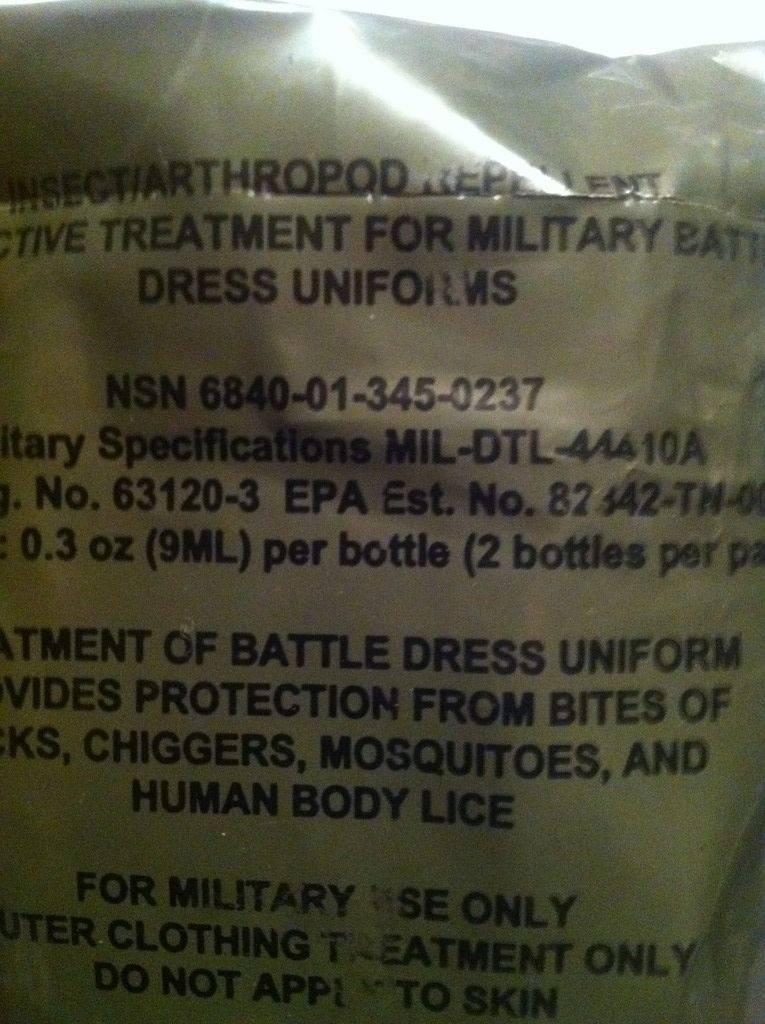 INSECT/ARTHROPOD REPELLENT
CTIVE TREATMENT FOR MILITARY BATT
DRESS UNIFORMS
NSN 6840-01-345-0237
itary Specifications MIL-DTL-44410A
g. No. 63120-3 EPA Est. No.
: 0.3 oz (9ML) per bottle (2 bottles per pa
ATMENT OF BATTLE DRESS UNIFORM
OVIDES PROTECTION FROM BITES OF
CKS, CHIGGERS, MOSQUITOES, AND
HUMAN BODY LICE
FOR MILITARY USE ONLY
UTER CLOTHING TREATMENT ONLY
DO NOT APPLY TO SKIN